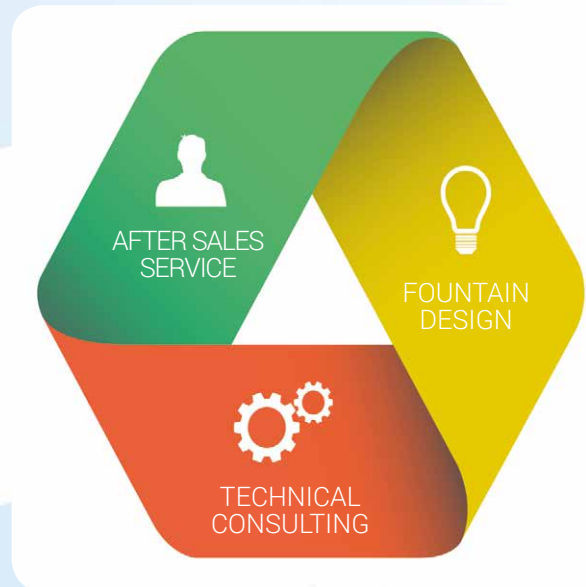 AFTER SALES
SERVICE
FOUNTAIN
DESIGN
TECHNICAL
CONSULTING